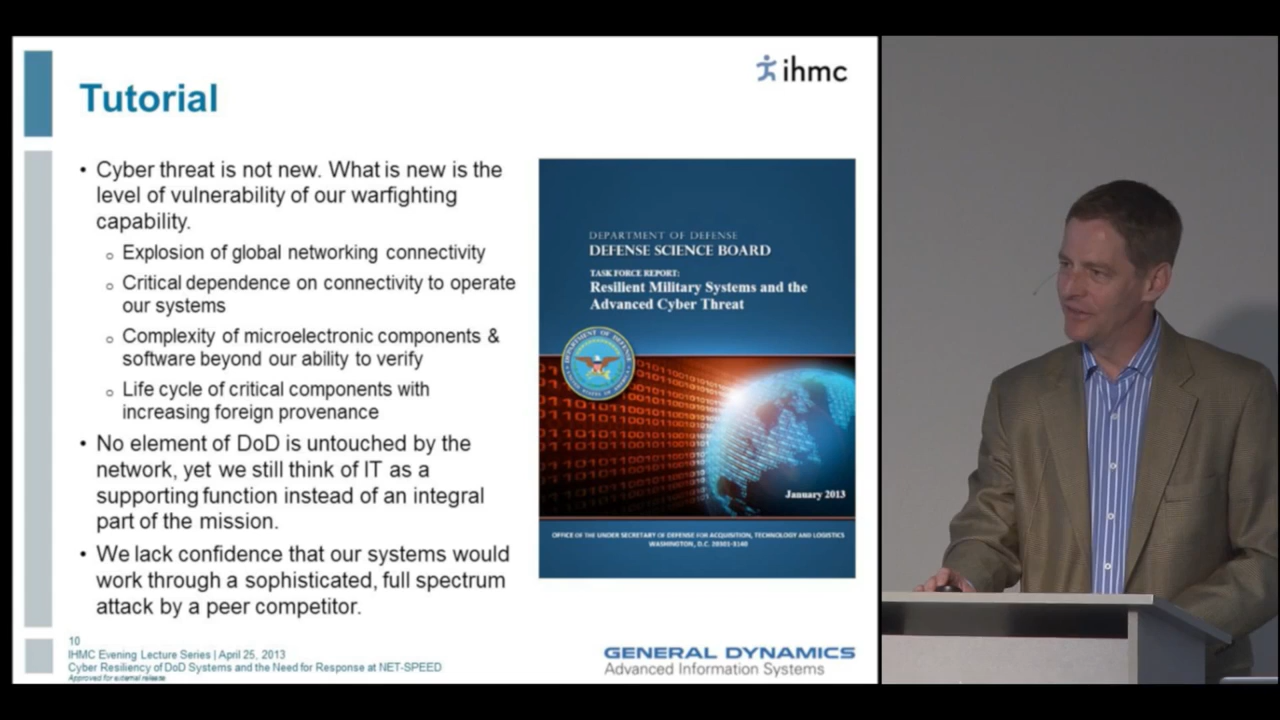 ihmc
Tutorial
• Cyber threat is not new. What is new is the
level of vulnerability of our warfighting
capability.
o Explosion of global networking connectivity
o Critical dependence on connectivity to operate
our systems
o Complexity of microelectronic components &
software beyond our ability to verify
o Life cycle of critical components with
increasing foreign provenance
• No element of DoD is untouched by the
network, yet we still think of IT as a
supporting function instead of an integral
part of the mission.
• We lack confidence that our systems would
work through a sophisticated, full spectrum
attack by a peer competitor.
DEPARTMENT OF DEFENSE
DEFENSE SCIENCE BOARD
TASK FORCE REPORT:
Resilient Military Systems and the
Advanced Cyber Threat
January 2013
OFFICE OF THE UNDER SECRETARY OF DEFENSE FOR ACQUISITION, TECHNOLOGY AND LOGISTICS
WASHINGTON, D.C. 20301-3140
10
IHMC Evening Lecture Series | April 25, 2013
Cyber Resiliency of DoD Systems and the Need for Response at NET-SPEED
Approved for external release
GENERAL DYNAMICS
Advanced Information Systems